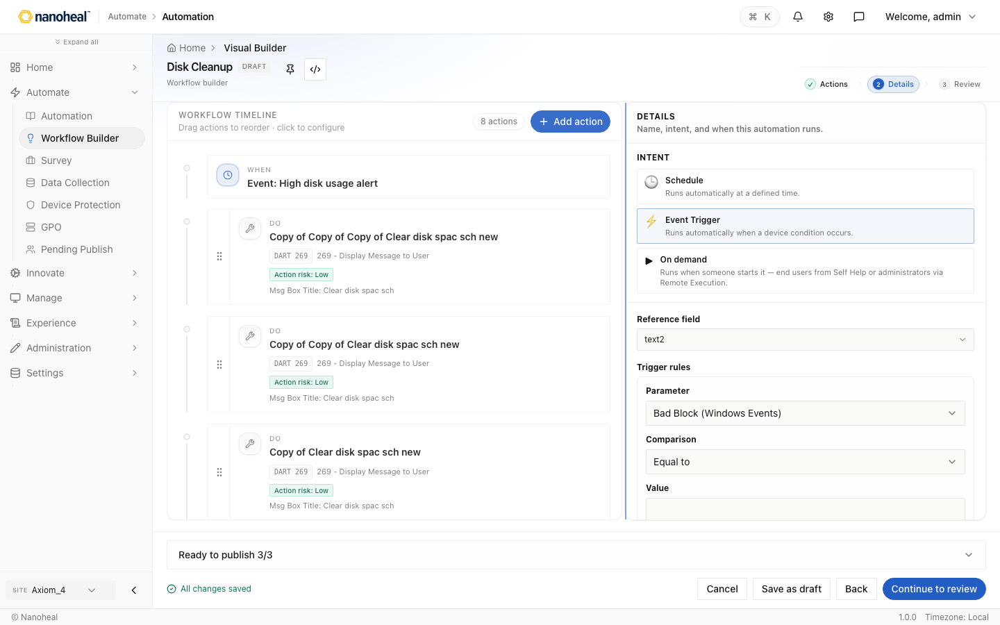 nanoheal™
Automate
Automation
⌘ K
Welcome, admin
Expand all
Home
Automate
Automation
Workflow Builder
Survey
Data Collection
Device Protection
GPO
Pending Publish
Innovate
Manage
Experience
Administration
Settings
SITE Axiom_4
Home
Visual Builder
Disk Cleanup DRAFT
Workflow builder
Actions
2 Details
3 Review
WORKFLOW TIMELINE
Drag actions to reorder · click to configure
8 actions
Add action
WHEN
Event: High disk usage alert
DO
Copy of Copy of Copy of Clear disk spac sch new
DART 269 269 - Display Message to User
Action risk: Low
Msg Box Title: Clear disk spac sch
DO
Copy of Copy of Clear disk spac sch new
DART 269 269 - Display Message to User
Action risk: Low
Msg Box Title: Clear disk spac sch
DO
Copy of Clear disk spac sch new
DART 269 269 - Display Message to User
Action risk: Low
Msg Box Title: Clear disk spac sch
DETAILS
Name, intent, and when this automation runs.
INTENT
Schedule
Runs automatically at a defined time.
Event Trigger
Runs automatically when a device condition occurs.
On demand
Runs when someone starts it — end users from Self Help or administrators via
Remote Execution.
Reference field
text2
Trigger rules
Parameter
Bad Block (Windows Events)
Comparison
Equal to
Value
Ready to publish 3/3
All changes saved
Cancel
Save as draft
Back
Continue to review
© Nanoheal
1.0.0 Timezone: Local